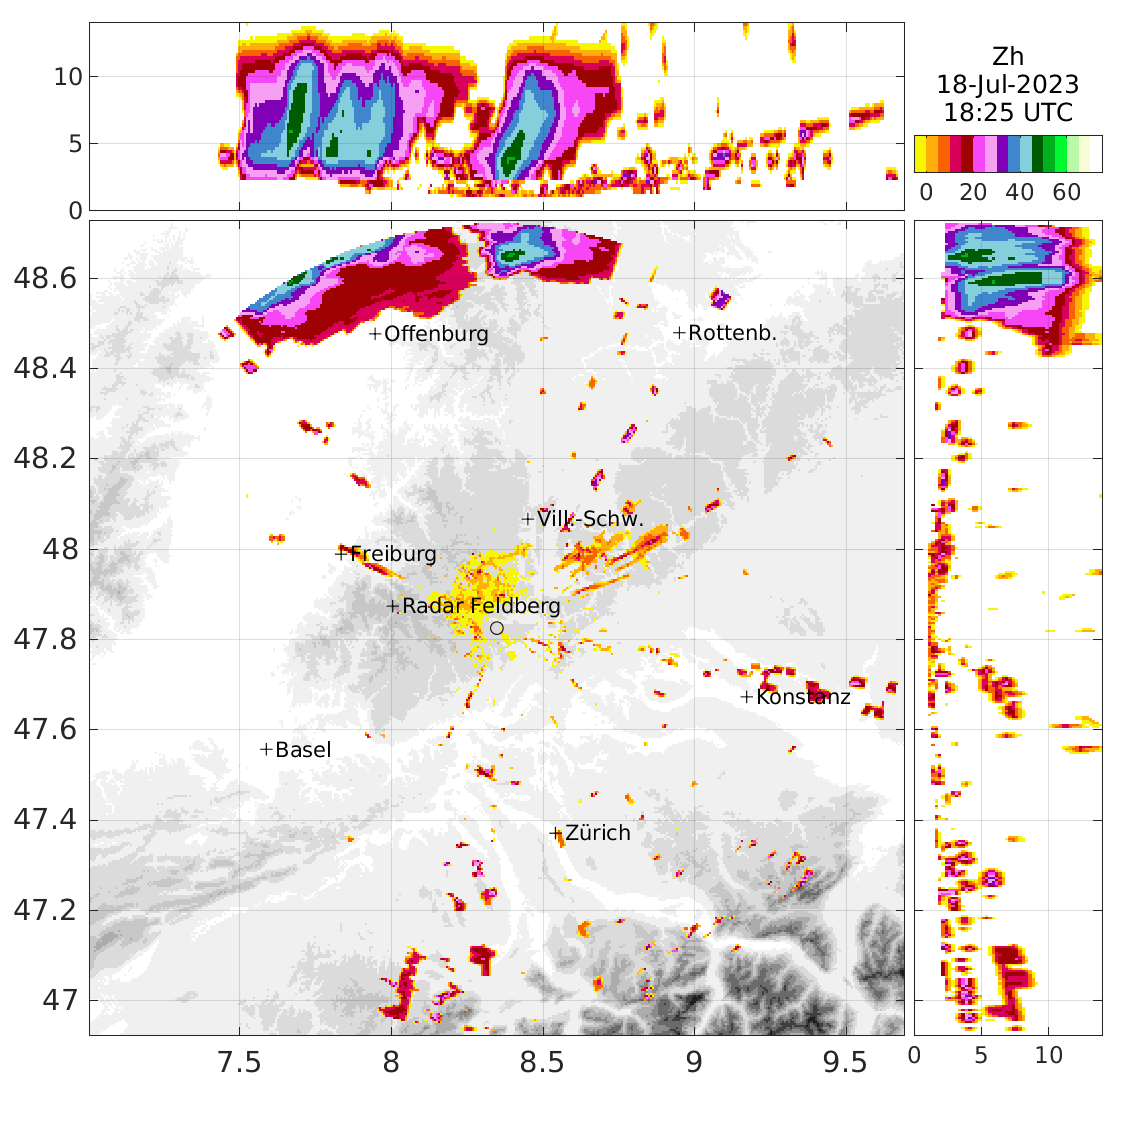 10
5
0
Zh
18-Jul-2023
18:25 UTC
0 20 40 60
48.6
48.4
48.2
48
47.8
47.6
47.4
47.2
47
+Offenburg
+Rottenb.
+Vill.-Schw.
+Freiburg
+Radar Feldberg
+Konstanz
+Basel
+Zürich
7.5 8 8.5 9 9.5
0 5 10